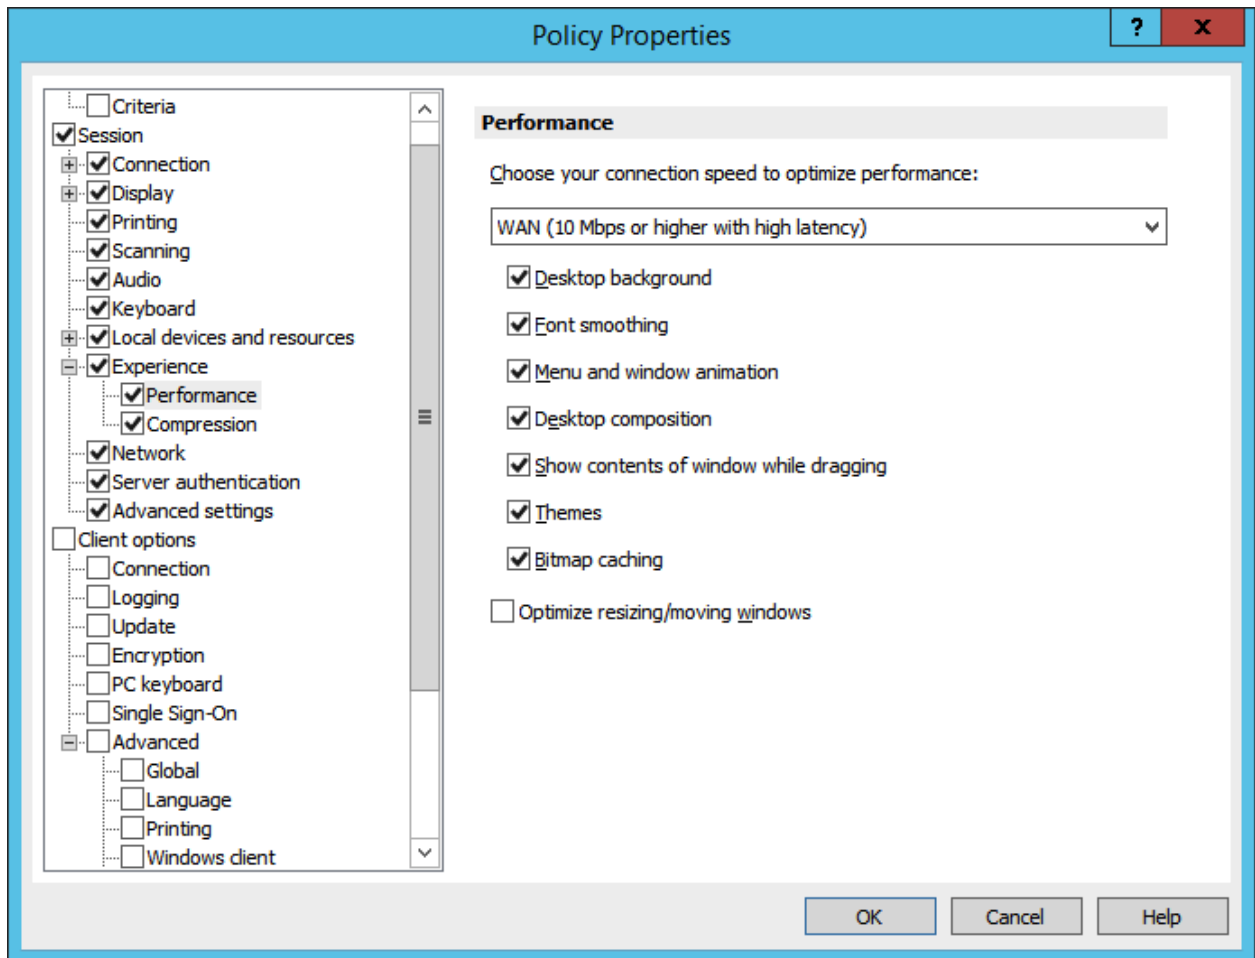 Policy Properties
?
x
Criteria
Session
Connection
Display
Printing
Scanning
Audio
Keyboard
Local devices and resources
Experience
Performance
Compression
Network
Server authentication
Advanced settings
Client options
Connection
Logging
Update
Encryption
PC keyboard
Single Sign-On
Advanced
Global
Language
Printing
Windows client
Performance
Choose your connection speed to optimize performance:
WAN (10 Mbps or higher with high latency)
Desktop background
Font smoothing
Menu and window animation
Desktop composition
Show contents of window while dragging
Themes
Bitmap caching
Optimize resizing/moving windows
OK
Cancel
Help